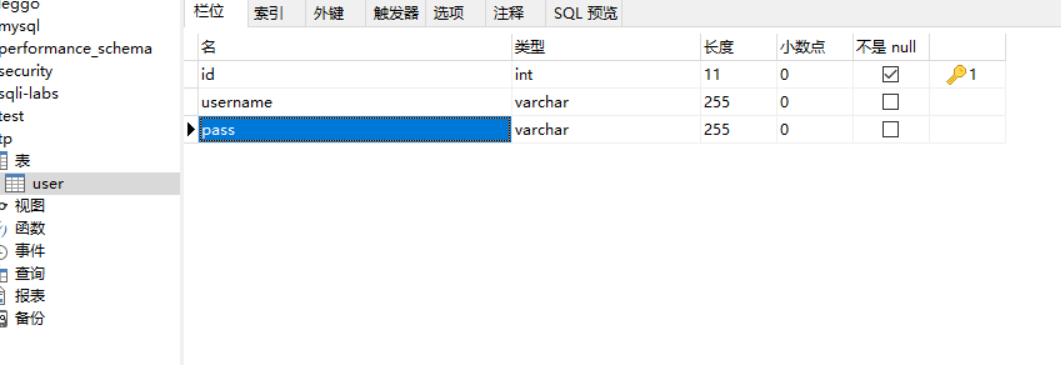 leggo
mysql
performance_schema
security
sqli-labs
test
tp
表
user
视图
函数
事件
查询
报表
备份
栏位 索引 外键 触发器 选项 注释 SQL 预览
名 类型 长度 小数点 不是 null
id int 11 0 1
username varchar 255 0
pass varchar 255 0